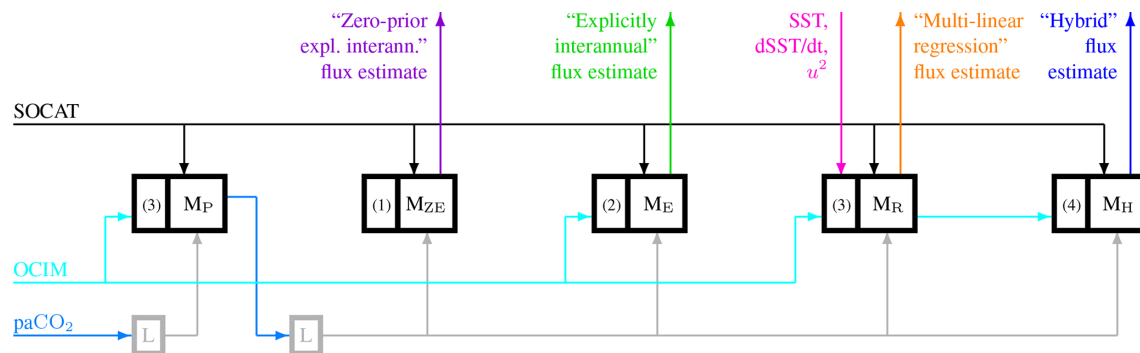 “Zero-prior
expl. interann.”
flux estimate
“Explicitly
interannual”
flux estimate
SST,
dSST/dt,
u²
“Multi-linear
regression”
flux estimate
“Hybrid”
flux
estimate
SOCAT
(3) M_P
(1) M_ZE
(2) M_E
(3) M_R
(4) M_H
OCIM
paCO₂
L
L